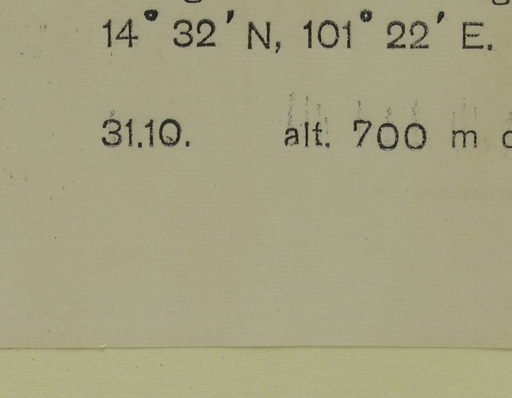 14° 32' N, 101° 22' E.
31.10. alt. 700 m